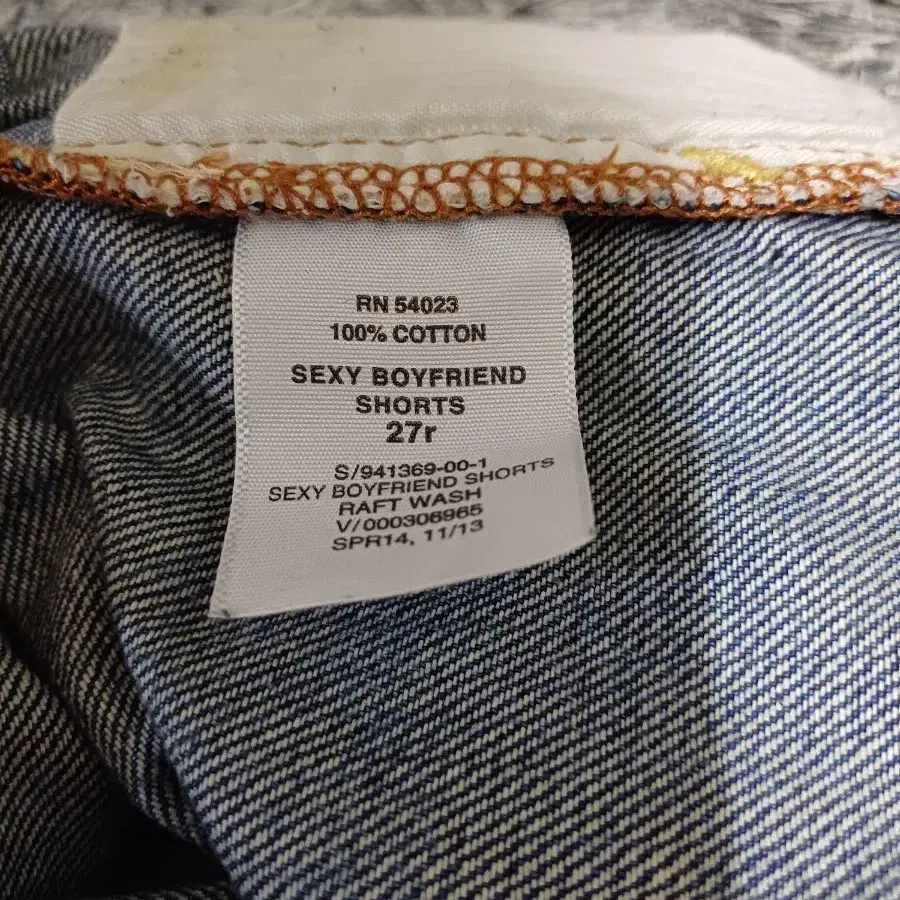 RN 54023
100% COTTON
SEXY BOYFRIEND
SHORTS
27r
S/941369-00-1
SEXY BOYFRIEND SHORTS
RAFT WASH
V/000306965
SPR14, 11/13